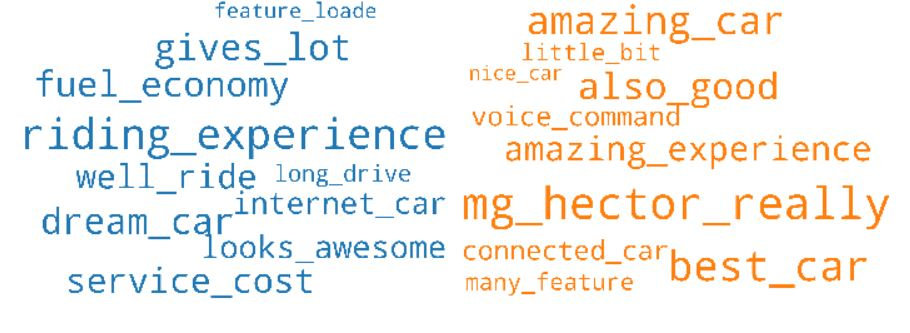 feature_loade
gives_lot
fuel_economy
riding_experience
well_ride
long_drive
internet_car
dream_car
looks_awesome
service_cost
amazing_car
little_bit
nice_car
also_good
voice_command
amazing_experience
mg_hector_really
connected_car
best_car
many_feature